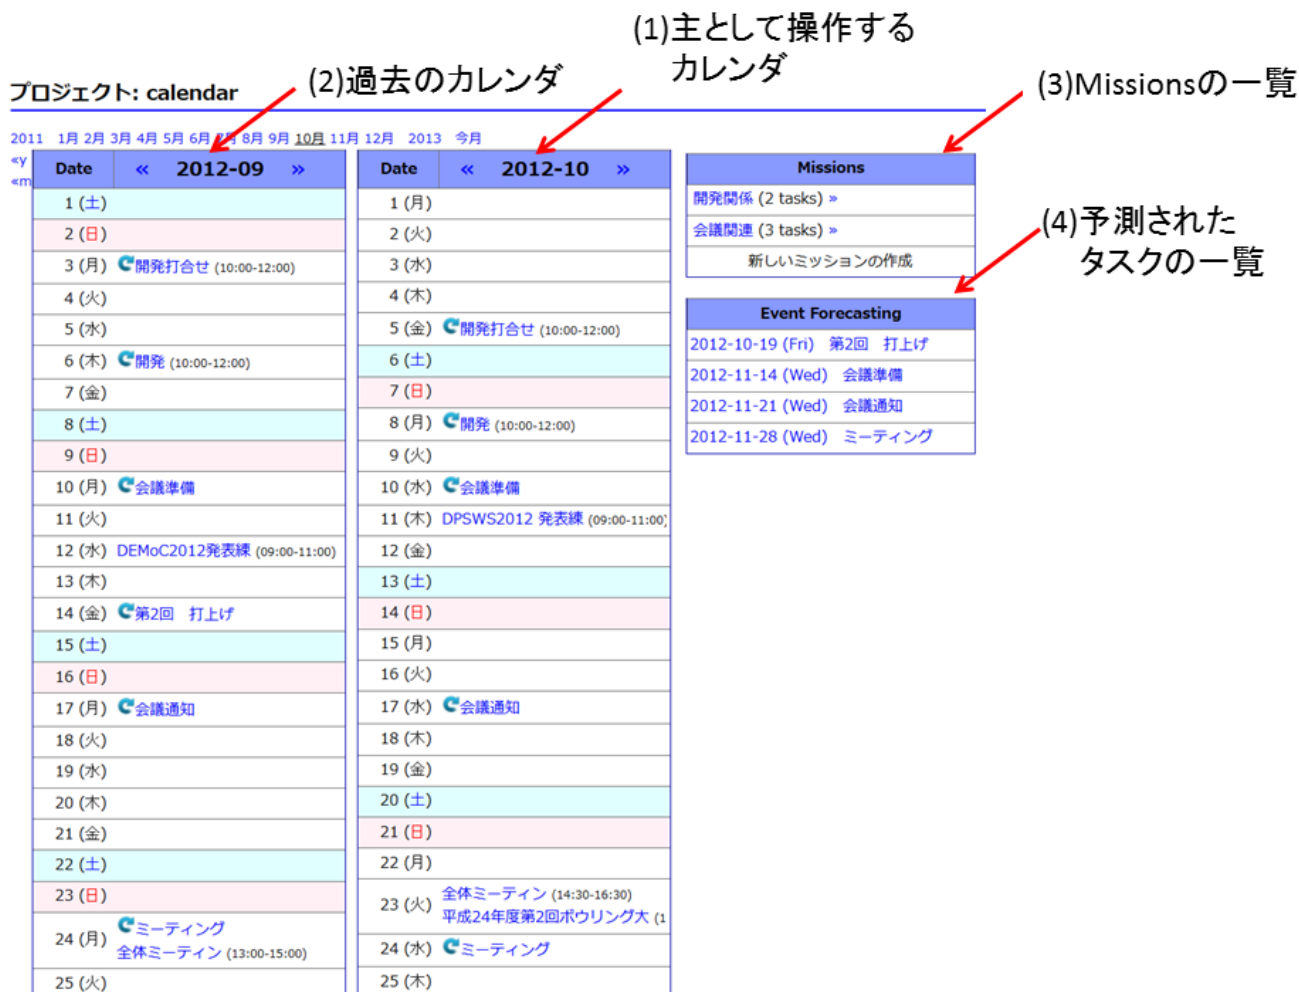 (1)主として操作する
カレンダ
(2)過去のカレンダ
(3)Missionsの一覧
プロジェクト: calendar
2011 1月 2月 3月 4月 5月 6月 7月 8月 9月 10月 11月 12月 2013 今月
«y
«m
Date « 2012-09 »
1 (土)
2 (日)
3 (月) 開発打合せ (10:00-12:00)
4 (火)
5 (水)
6 (木) 開発 (10:00-12:00)
7 (金)
8 (土)
9 (日)
10 (月) 会議準備
11 (火)
12 (水) DEMoC2012発表練 (09:00-11:00)
13 (木)
14 (金) 第2回 打上げ
15 (土)
16 (日)
17 (月) 会議通知
18 (火)
19 (水)
20 (木)
21 (金)
22 (土)
23 (日)
24 (月) ミーティング
全体ミーティン (13:00-15:00)
25 (火)
Date « 2012-10 »
1 (月)
2 (火)
3 (水)
4 (木)
5 (金) 開発打合せ (10:00-12:00)
6 (土)
7 (日)
8 (月) 開発 (10:00-12:00)
9 (火)
10 (水) 会議準備
11 (木) DPSWS2012 発表練 (09:00-11:00)
12 (金)
13 (土)
14 (日)
15 (月)
16 (火)
17 (水) 会議通知
18 (木)
19 (金)
20 (土)
21 (日)
22 (月)
23 (火) 全体ミーティン (14:30-16:30)
平成24年度第2回ボウリング大 (1
24 (水) ミーティング
25 (木)
Missions
開発関係 (2 tasks) »
会議関連 (3 tasks) »
新しいミッションの作成
(4)予測された
タスクの一覧
Event Forecasting
2012-10-19 (Fri) 第2回 打上げ
2012-11-14 (Wed) 会議準備
2012-11-21 (Wed) 会議通知
2012-11-28 (Wed) ミーティング